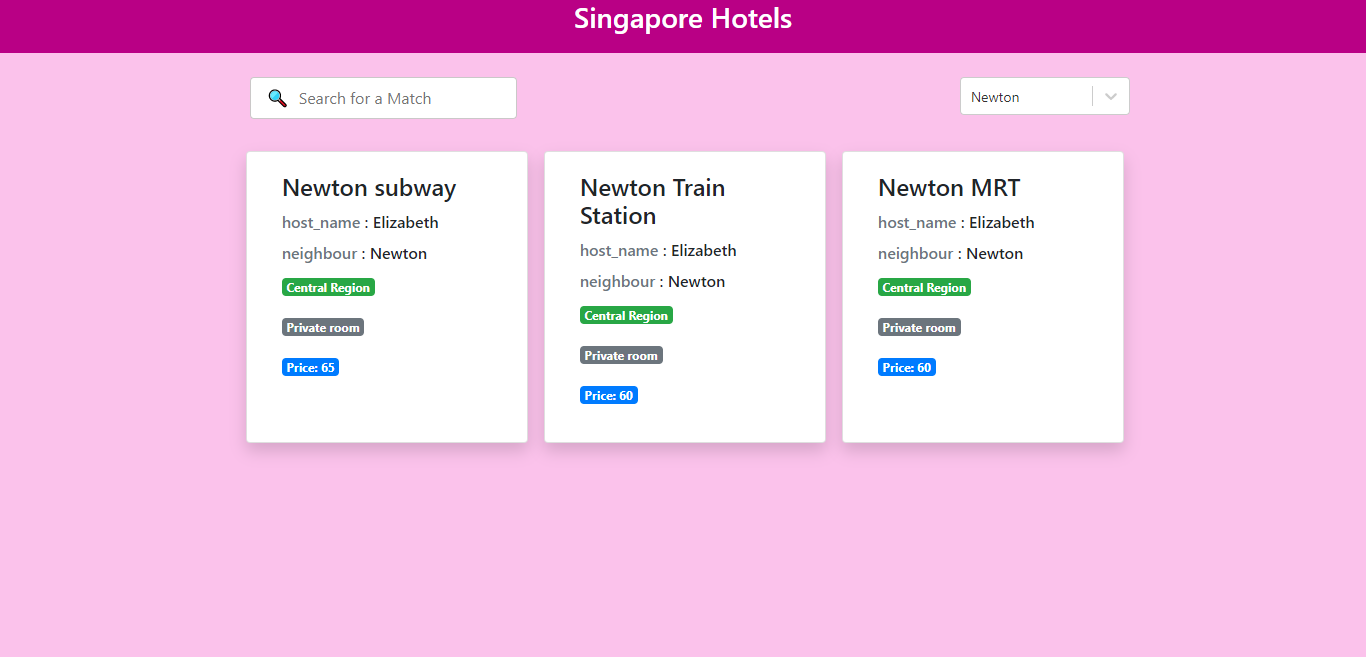 Singapore Hotels
Search for a Match
Newton
Newton subway
host_name : Elizabeth
neighbour : Newton
Central Region
Private room
Price: 65
Newton Train
Station
host_name : Elizabeth
neighbour : Newton
Central Region
Private room
Price: 60
Newton MRT
host_name : Elizabeth
neighbour : Newton
Central Region
Private room
Price: 60